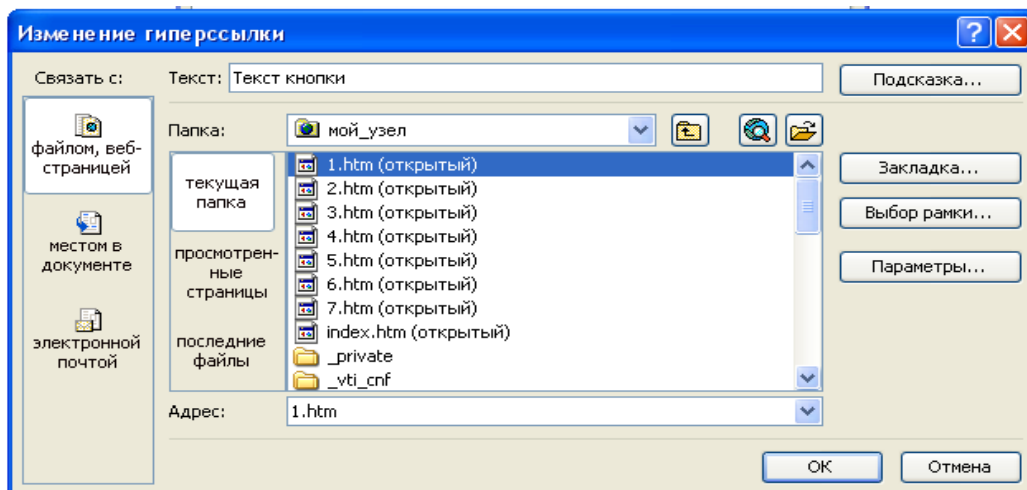 Изменение гиперссылки
Связать с:
Текст:
Текст кнопки
Подсказка...
файлом, веб-
страницей
местом в
документе
электронной
почтой
Папка:
мой_узел
текущая
папка
просмотрен-
ные
страницы
последние
файлы
1.htm (открытый)
2.htm (открытый)
3.htm (открытый)
4.htm (открытый)
5.htm (открытый)
6.htm (открытый)
7.htm (открытый)
index.htm (открытый)
_private
_vti_cnf
Закладка...
Выбор рамки...
Параметры...
Адрес:
1.htm
ОК
Отмена